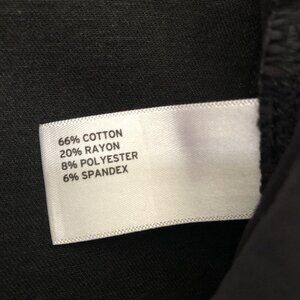 66% COTTON
20% RAYON
8% POLYESTER
6% SPANDEX